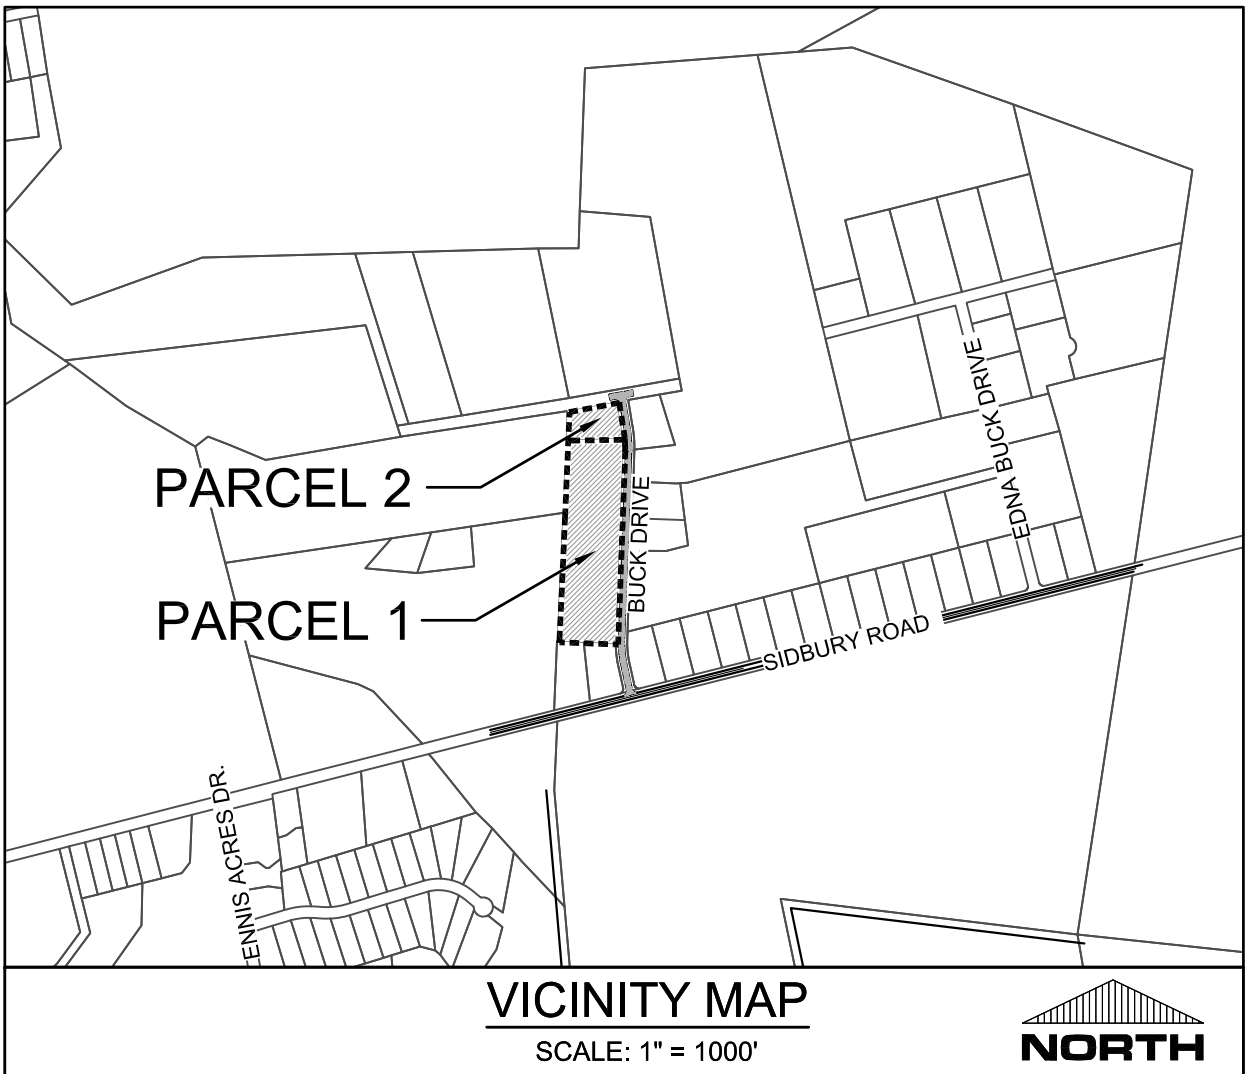 EDNA BUCK DRIVE
PARCEL 2
BUCK DRIVE
PARCEL 1
SIDBURY ROAD
ENNIS ACRES DR.
VICINITY MAP
SCALE: 1" = 1000'
NORTH